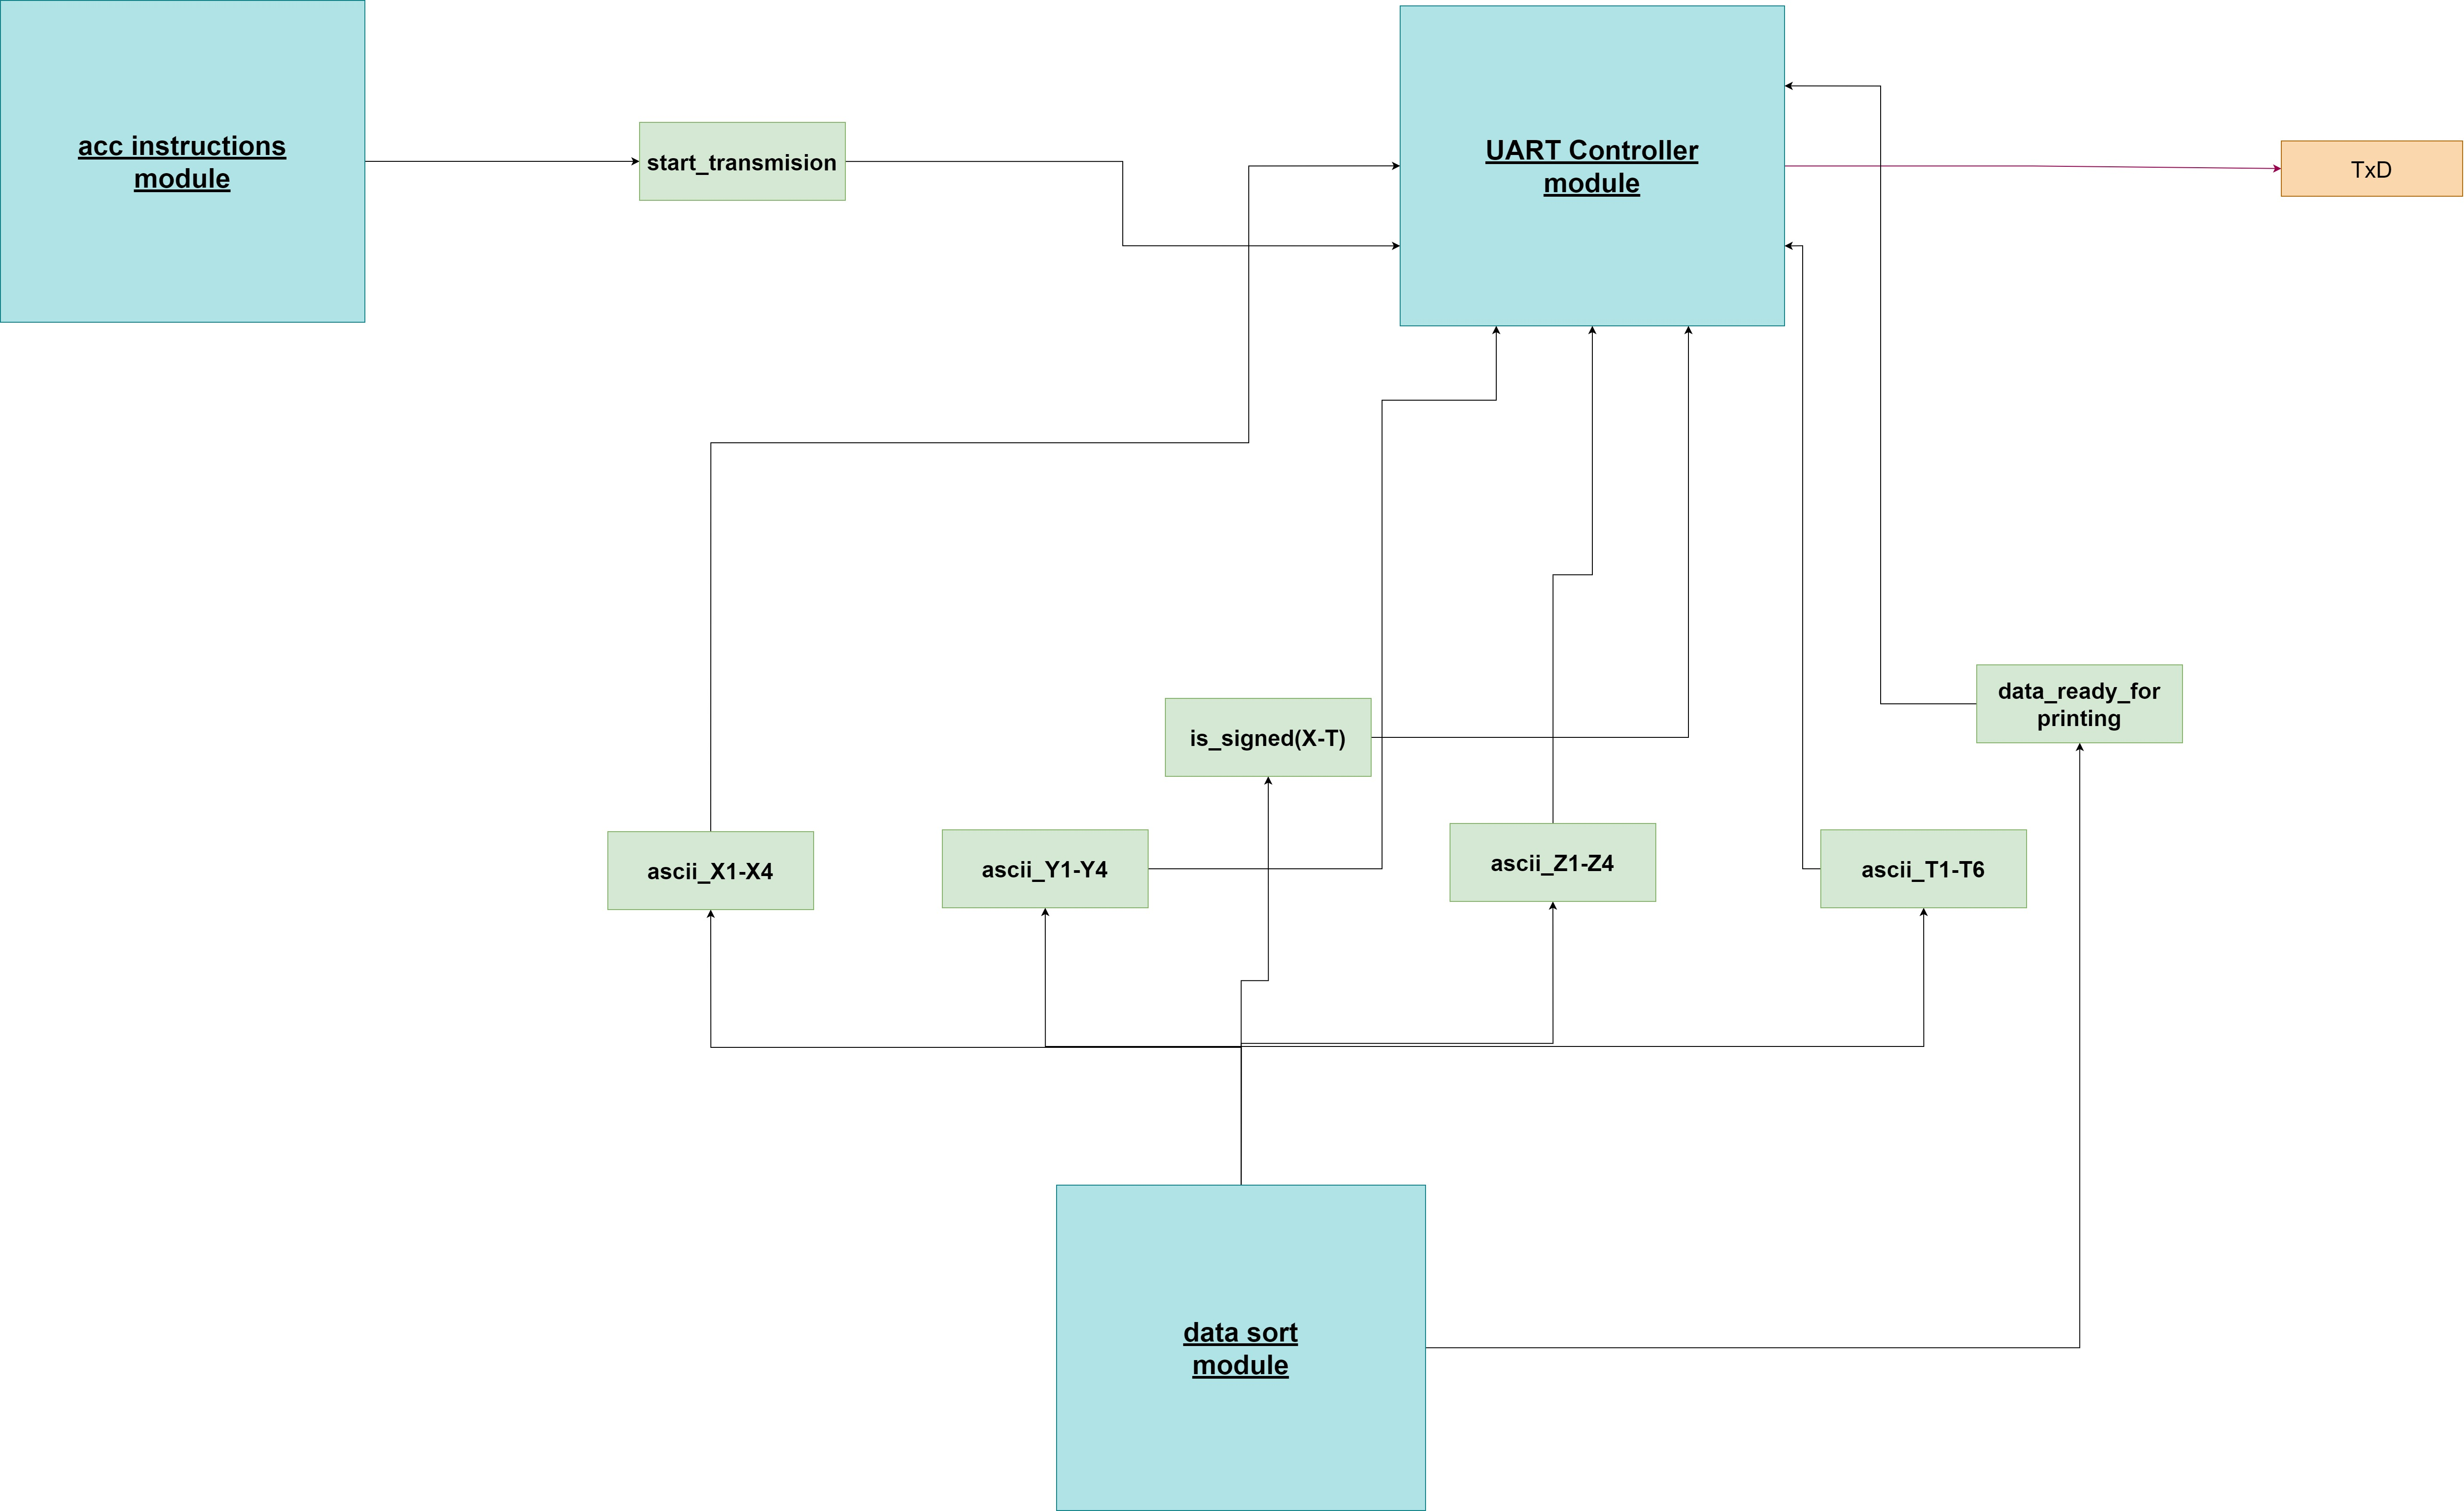 acc instructions
module
start_transmision
UART Controller
module
TxD
data_ready_for
printing
is_signed(X-T)
ascii_X1-X4
ascii_Y1-Y4
ascii_Z1-Z4
ascii_T1-T6
data sort
module